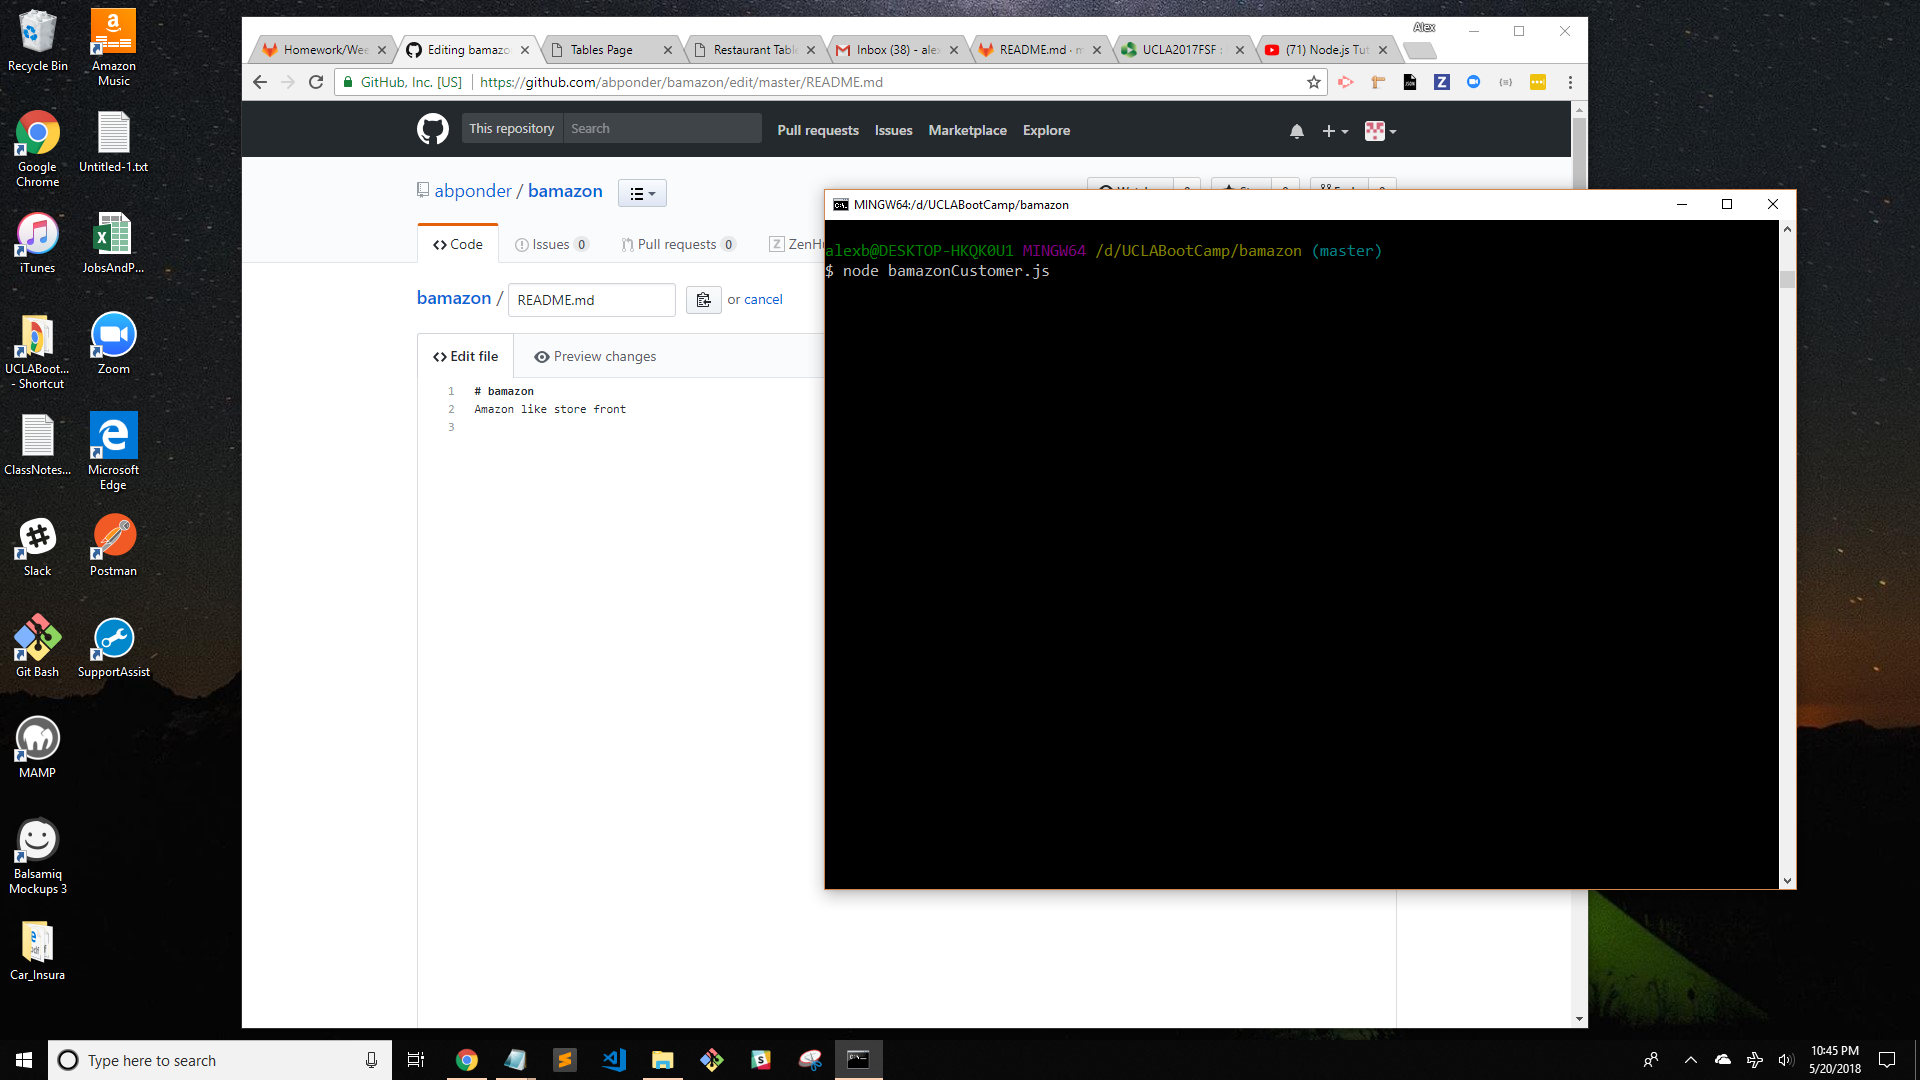 Recycle Bin
Amazon
Music
Google
Chrome
Untitled-1.txt
iTunes
JobsAndP...
UCLABoot...
- Shortcut
Zoom
ClassNotes...
Microsoft
Edge
Slack
Postman
Git Bash
SupportAssist
MAMP
Balsamiq
Mockups 3
Car_Insura
Alex
Homework/Wee
Editing bamazo
Tables Page
Restaurant Table
Inbox (38) - ale
README.md · m
UCLA2017FSF :
(71) Node.js Tut
GitHub, Inc. [US]
https://github.com/abponder/bamazon/edit/master/README.md
This repository
Search
Pull requests
Issues
Marketplace
Explore
abponder / bamazon
Code
Issues 0
Pull requests 0
ZenHu
bamazon / README.md
or cancel
Edit file
Preview changes
1 # bamazon
2 Amazon like store front
3
MINGW64:/d/UCLABootCamp/bamazon
alexb@DESKTOP-HKQK0U1 MINGW64 /d/UCLABootCamp/bamazon (master)
$ node bamazonCustomer.js
Type here to search
10:45 PM
5/20/2018